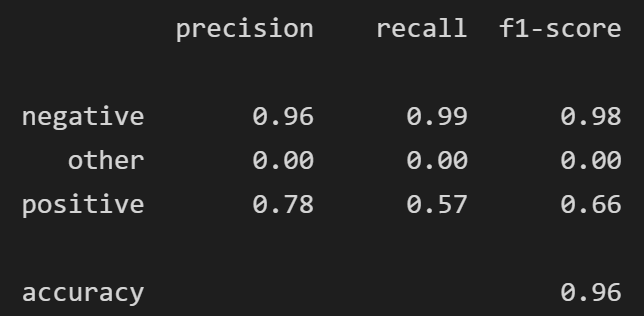 precision recall f1-score
negative 0.96 0.99 0.98
other 0.00 0.00 0.00
positive 0.78 0.57 0.66
accuracy 0.96